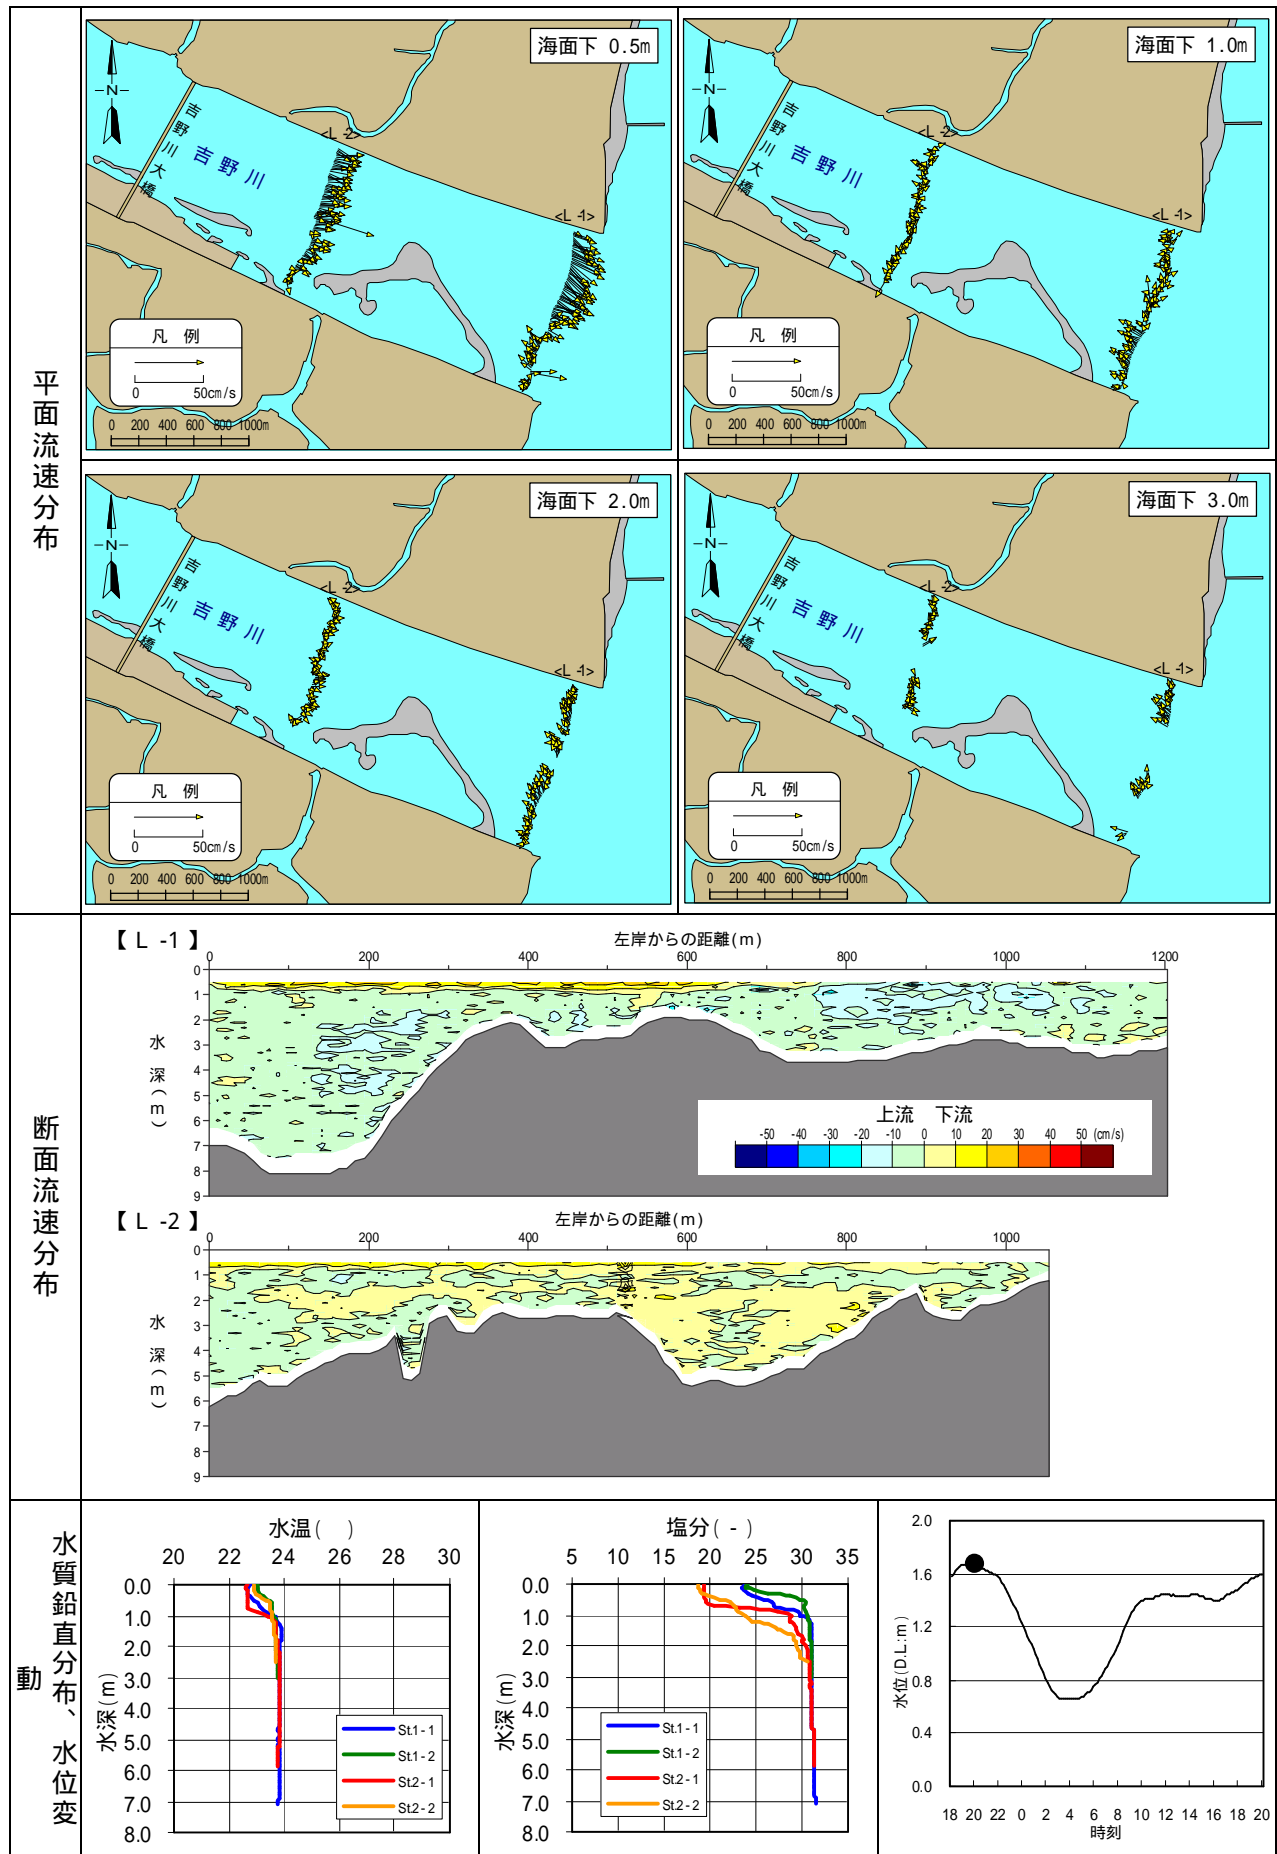 平面流速分布
海面下 0.5m
N
吉野川大橋
吉野川
<L -2>
<L -1>
凡 例
0 50cm/s
0 200 400 600 800 1000m
海面下 1.0m
N
吉野川大橋
吉野川
<L -2>
<L -1>
凡 例
0 50cm/s
0 200 400 600 800 1000m
海面下 2.0m
N
吉野川大橋
吉野川
<L -2>
<L -1>
凡 例
0 50cm/s
0 200 400 600 800 1000m
海面下 3.0m
N
吉野川大橋
吉野川
<L -2>
<L -1>
凡 例
0 50cm/s
0 200 400 600 800 1000m
断面流速分布
【 L -1 】
左岸からの距離(m)
0 200 400 600 800 1000 1200
水深(m)
0
1
2
3
4
5
6
7
8
9
上流 下流
-50 -40 -30 -20 -10 0 10 20 30 40 50 (cm/s)
【 L -2 】
左岸からの距離(m)
0 200 400 600 800 1000
水深(m)
0
1
2
3
4
5
6
7
8
9
水質鉛直分布、水位変動
水温( )
20 22 24 26 28 30
水深(m)
0.0
1.0
2.0
3.0
4.0
5.0
6.0
7.0
8.0
St.1-1
St.1-2
St.2-1
St.2-2
塩分( - )
5 10 15 20 25 30 35
水深(m)
0.0
1.0
2.0
3.0
4.0
5.0
6.0
7.0
8.0
St.1-1
St.1-2
St.2-1
St.2-2
水位(D.L:m)
2.0
1.6
1.2
0.8
0.4
0.0
18 20 22 0 2 4 6 8 10 12 14 16 18 20
時刻